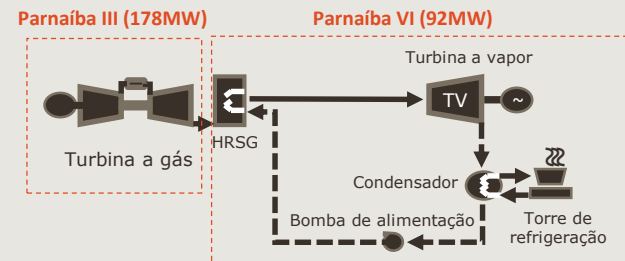 Parnaíba III (178MW)
Parnaíba VI (92MW)
Turbina a vapor
TV
~
HRSG
Turbina a gás
Condensador
Bomba de alimentação
Torre de
refrigeração